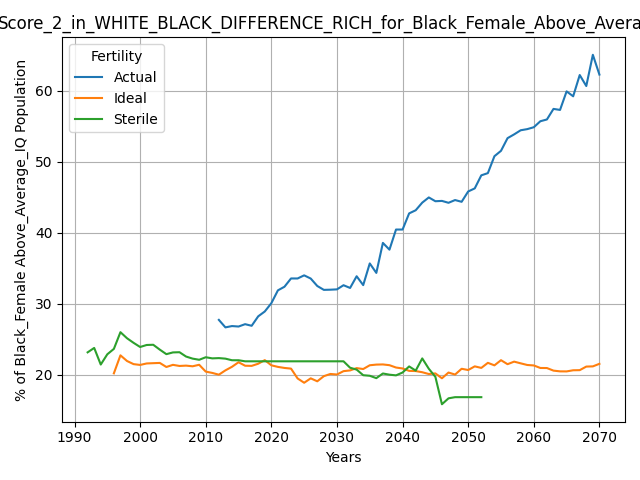 Score_2_in_WHITE_BLACK_DIFFERENCE_RICH_for_Black_Female_Above_Avera
% of Black_Female Above_Average_IQ Population
Fertility
Actual
Ideal
Sterile
60
50
40
30
20
1990 2000 2010 2020 2030 2040 2050 2060 2070
Years